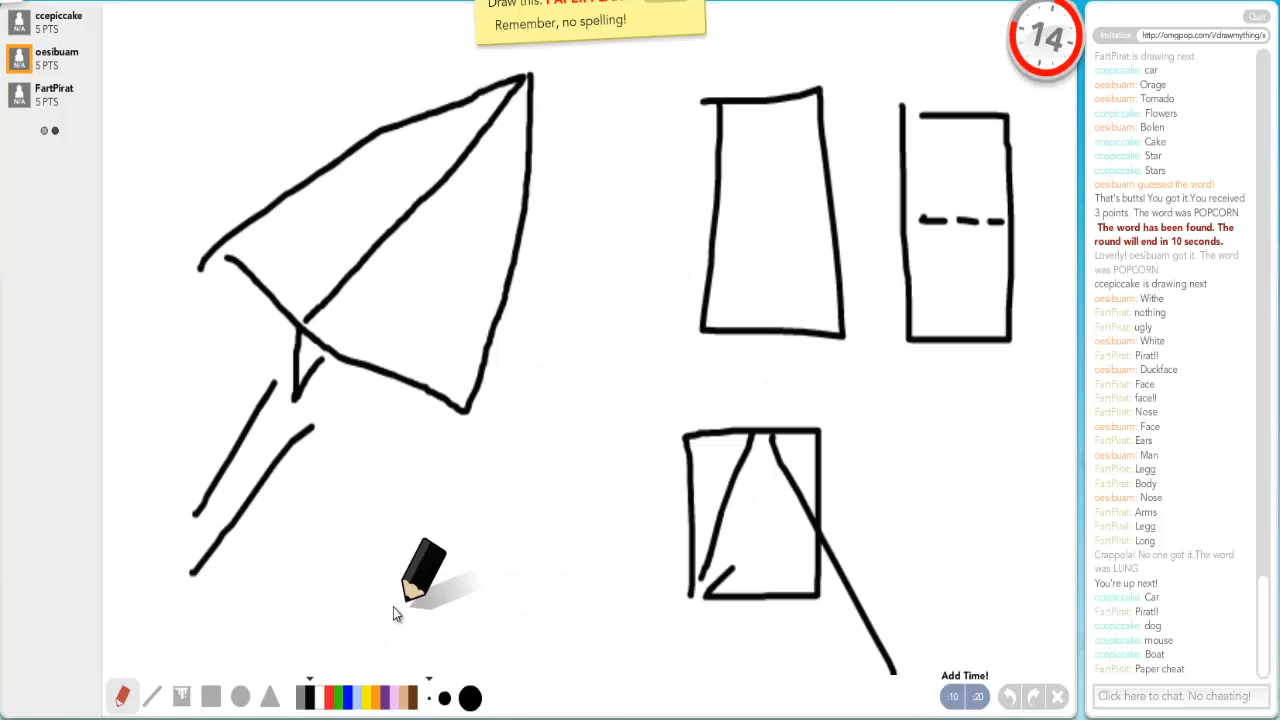 ccepiccake
5 PTS
oesibuam
5 PTS
FartPirat
5 PTS
N/A
N/A
N/A
Draw this:
Remember, no spelling!
14
Quit
Invitation http://omgpop.com/i/drawmything/x
FartPirat is drawing next
ccepiccake: car
oesibuam: Orage
oesibuam: Tornado
ccepiccake: Flowers
oesibuam: Bolen
ccepiccake: Cake
ccepiccake: Star
ccepiccake: Stars
oesibuam guessed the word!
That's butts! You got it.You received
3 points. The word was POPCORN
The word has been found. The
round will end in 10 seconds.
Loverly! oesibuam got it. The word
was POPCORN
ccepiccake is drawing next
oesibuam: Withe
FartPirat: nothing
FartPirat: ugly
oesibuam: White
FartPirat: Pirat!!
oesibuam: Duckface
FartPirat: Face
FartPirat: face!!
FartPirat: Nose
oesibuam: Face
FartPirat: Ears
oesibuam: Man
FartPirat: Legg
FartPirat: Body
oesibuam: Nose
FartPirat: Arms
FartPirat: Legg
FartPirat: Long
Crappola! No one got it.The word
was LUNG
You're up next!
ccepiccake: Car
FartPirat: Pirat!!
ccepiccake: dog
ccepiccake: mouse
ccepiccake: Boat
FartPirat: Paper cheat
Add Time!
:10 :20
Click here to chat. No cheating!